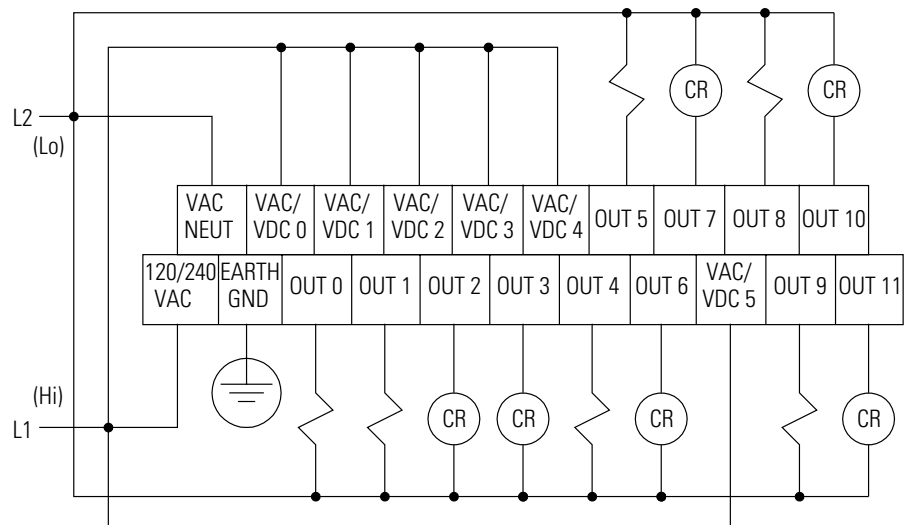 CR
CR
L2
(Lo)
VAC
NEUT
VAC/
VDC 0
VAC/
VDC 1
VAC/
VDC 2
VAC/
VDC 3
VAC/
VDC 4
OUT 5
OUT 7
OUT 8
OUT 10
120/240
VAC
EARTH
GND
OUT 0
OUT 1
OUT 2
OUT 3
OUT 4
OUT 6
VAC/
VDC 5
OUT 9
OUT 11
(Hi)
L1
CR
CR
CR
CR